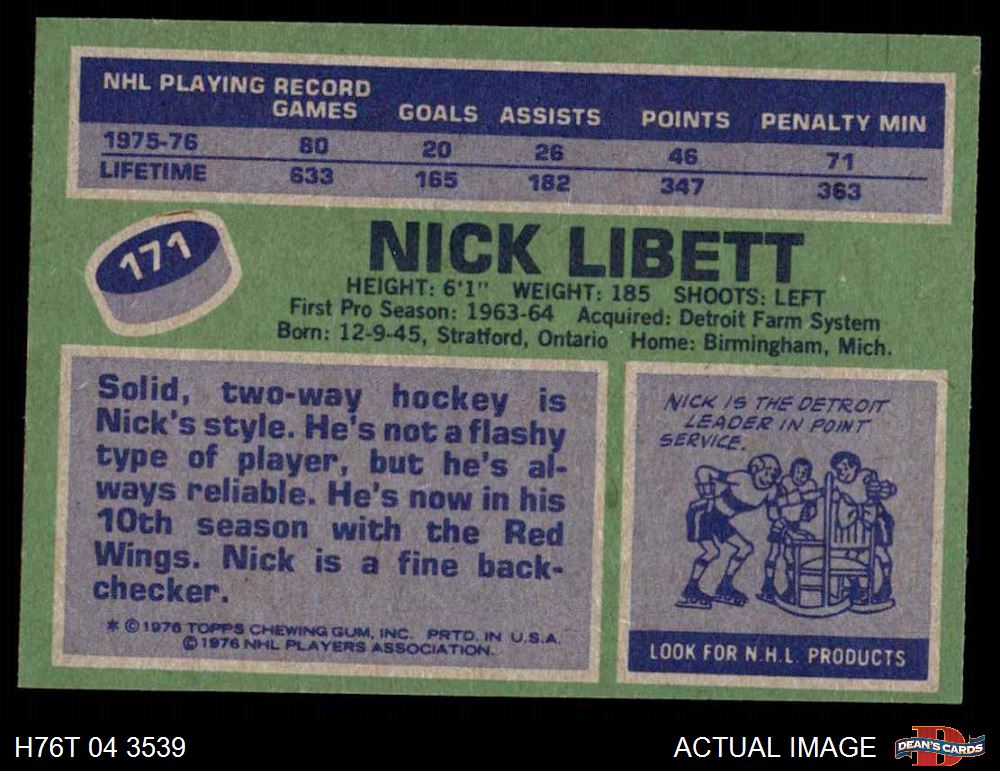 NHL PLAYING RECORD
GAMES GOALS ASSISTS POINTS PENALTY MIN
1975-76 80 20 26 46 71
LIFETIME 633 165 182 347 363
171
NICK LIBETT
HEIGHT: 6'1" WEIGHT: 185 SHOOTS: LEFT
First Pro Season: 1963-64 Acquired: Detroit Farm System
Born: 12-9-45, Stratford, Ontario Home: Birmingham, Mich.
Solid, two-way hockey is
Nick's style. He's not a flashy
type of player, but he's al-
ways reliable. He's now in his
10th season with the Red
Wings. Nick is a fine back-
checker.
* © 1976 TOPPS CHEWING GUM, INC. PRTD. IN U.S.A.
© 1976 NHL PLAYERS ASSOCIATION.
NICK IS THE DETROIT
LEADER IN POINT
SERVICE.
LOOK FOR N.H.L. PRODUCTS
H76T 04 3539
ACTUAL IMAGE
D
DEAN'S CARDS